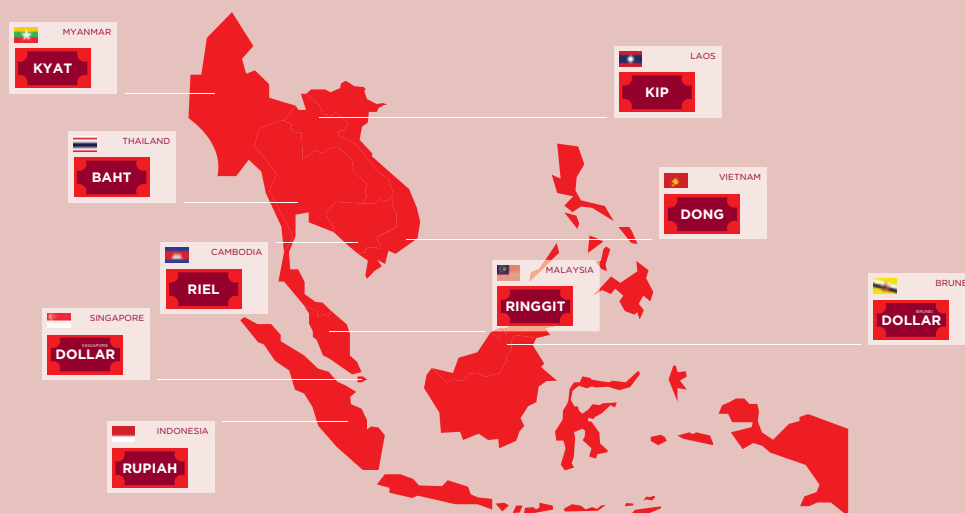 MYANMAR
KYAT
LAOS
KIP
THAILAND
BAHT
VIETNAM
DONG
CAMBODIA
RIEL
MALAYSIA
RINGGIT
BRUNE
BRUNEI
DOLLAR
SINGAPORE
SINGAPORE
DOLLAR
INDONESIA
RUPIAH